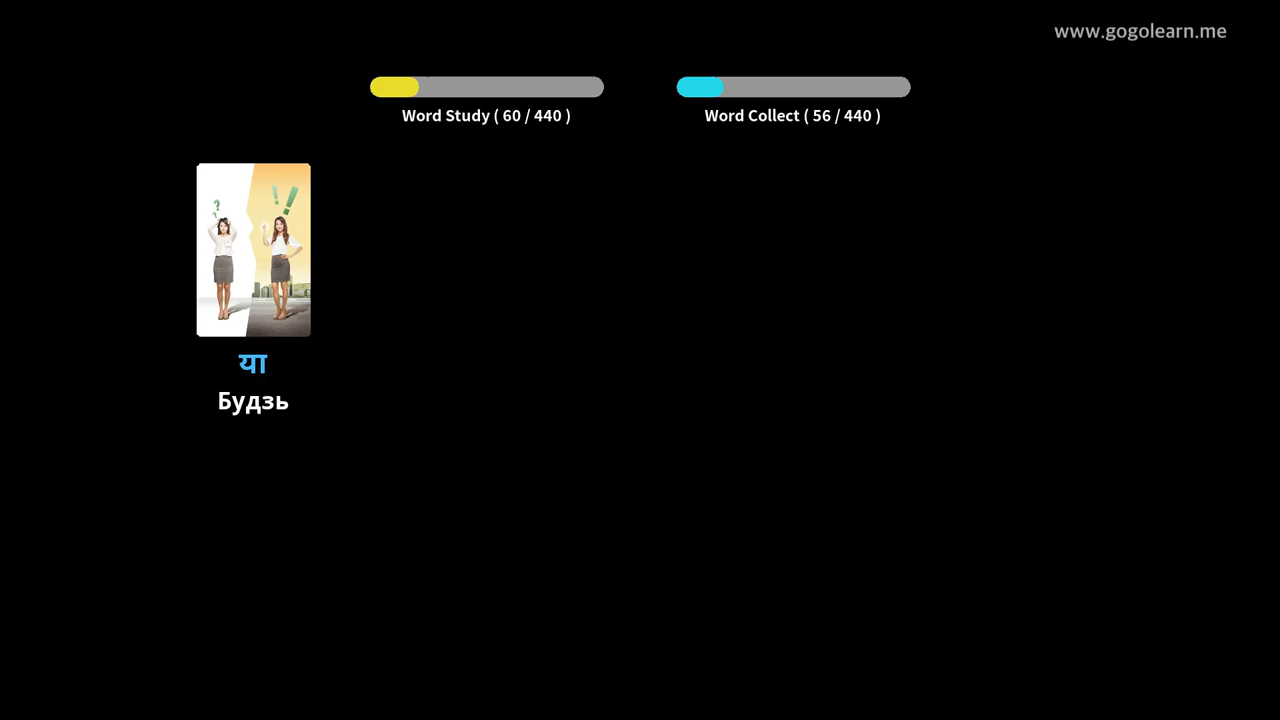 www.gogolearn.me
Word Study ( 60 / 440 )
Word Collect ( 56 / 440 )
? ?
! !
या
Будзь